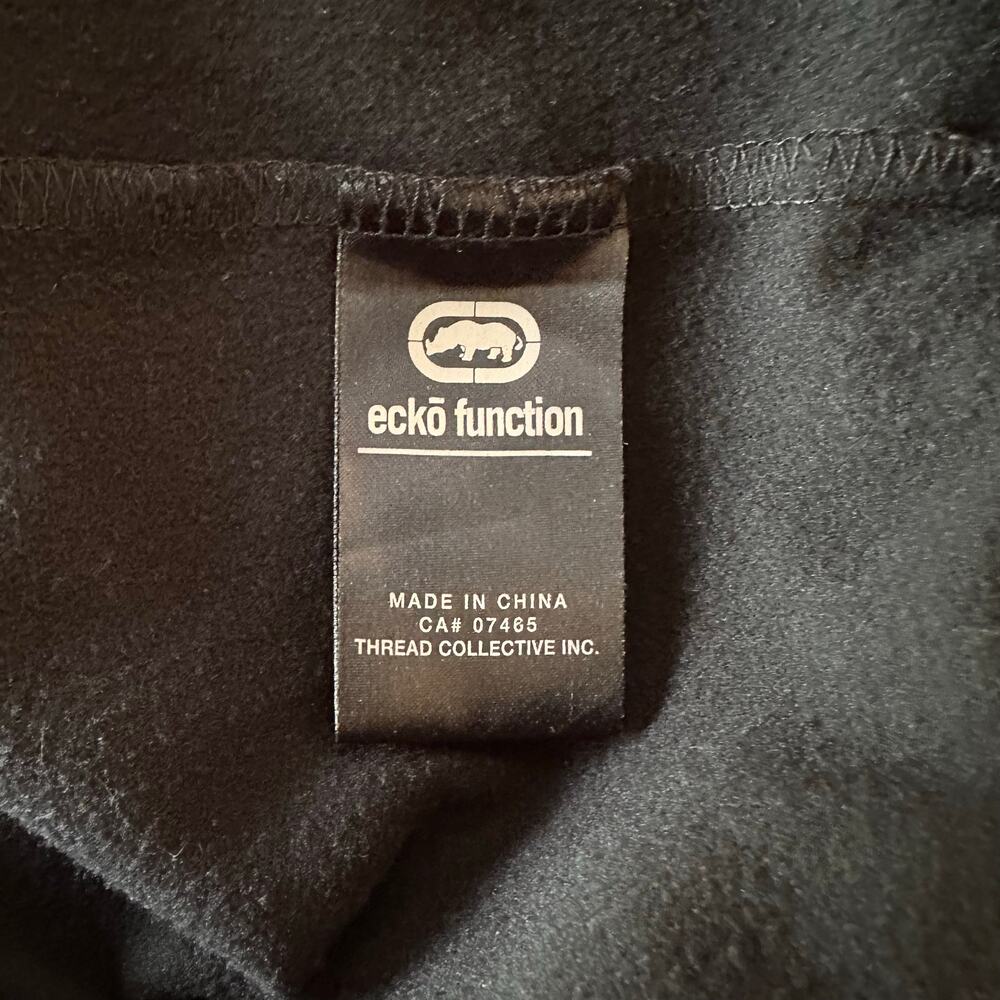 eckō function
MADE IN CHINA
CA# 07465
THREAD COLLECTIVE INC.